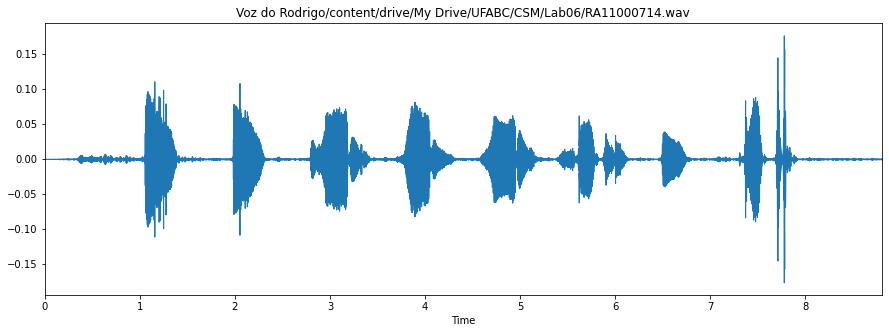 Voz do Rodrigo/content/drive/My Drive/UFABC/CSM/Lab06/RA11000714.wav
0.15
0.10
0.05
0.00
−0.05
−0.10
−0.15
0 1 2 3 4 5 6 7 8
Time